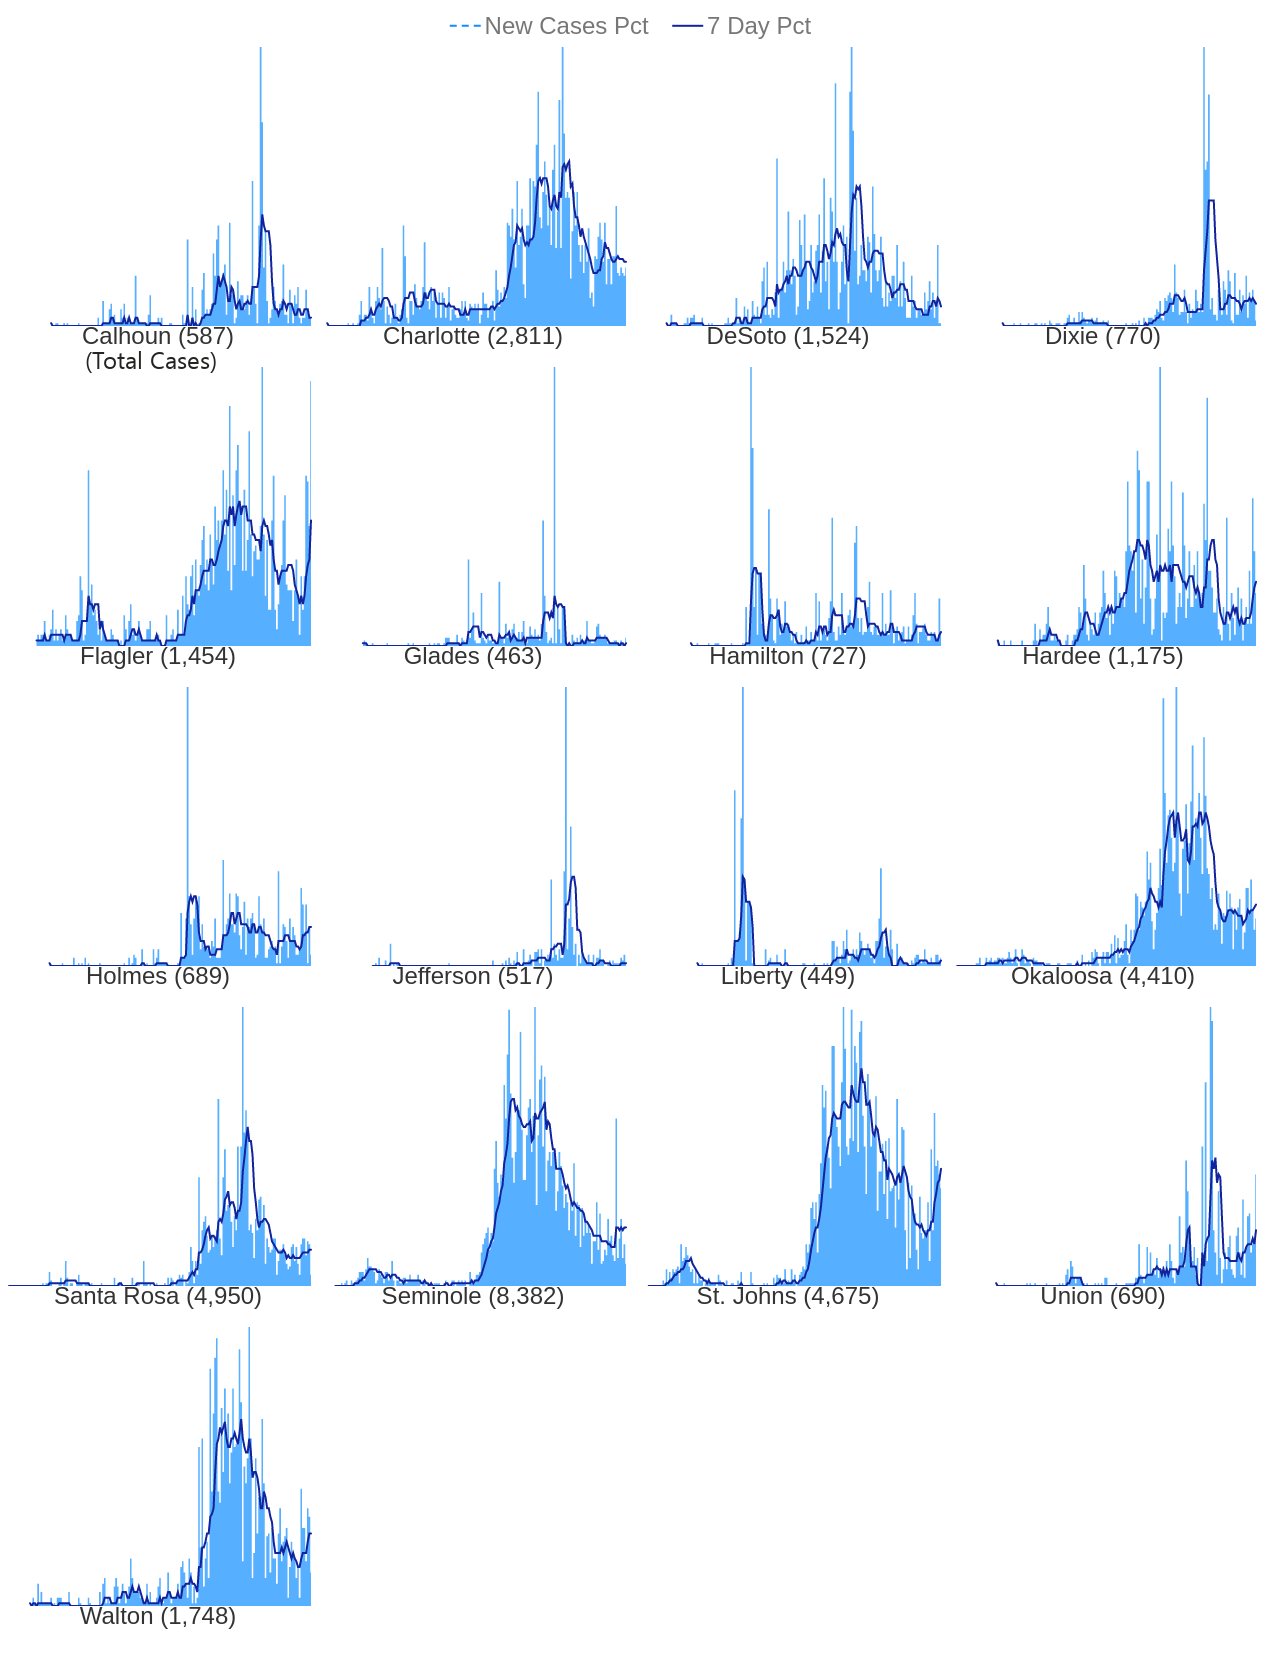 New Cases Pct 7 Day Pct
Calhoun (587) Charlotte (2,811) DeSoto (1,524) Dixie (770)
(Total Cases)
Flagler (1,454) Glades (463) Hamilton (727) Hardee (1,175)
Holmes (689) Jefferson (517) Liberty (449) Okaloosa (4,410)
Santa Rosa (4,950) Seminole (8,382) St. Johns (4,675) Union (690)
Walton (1,748)